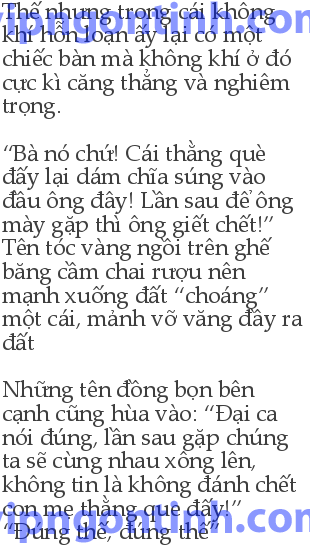 Thế nhưng trong cái không
khí hỗn loạn ấy lại có một
chiếc bàn mà không khí ở đó
cực kì căng thẳng và nghiêm
trọng.
“Bà nó chứ! Cái thằng què
đấy lại dám chĩa súng vào
đầu ông đây! Lần sau để ông
mày gặp thì ông giết chết!”
Tên tóc vàng ngồi trên ghế
băng cầm chai rượu nên
mạnh xuống đất “choáng”
một cái, mảnh vỡ văng đầy ra
đất
Những tên đồng bọn bên
cạnh cũng hùa vào: “Đại ca
nói đúng, lần sau gặp chúng
ta sẽ cùng nhau xông lên,
không tin là không đánh chết
con mẹ thằng què đấy!”
“Đúng thế, đúng thế”
vipngontinh.com
vipngontinh.com